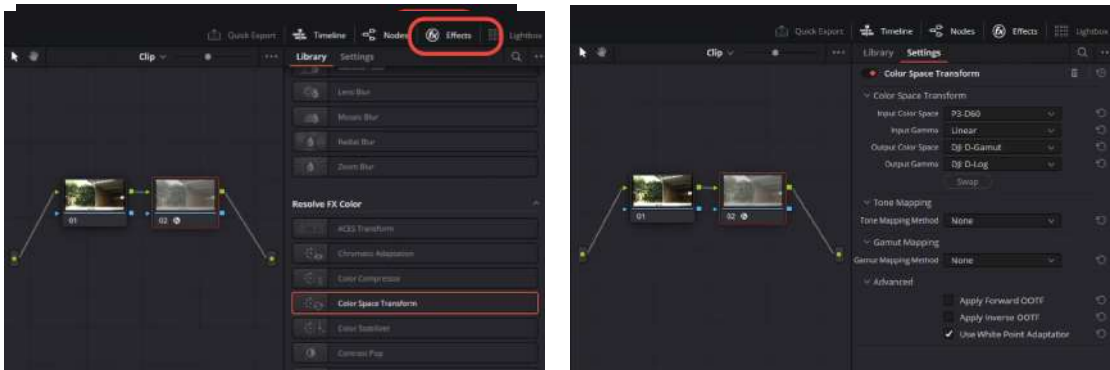 Quick Export Timeline Nodes Effects Lightbox
Clip Library Settings
Lens Blur
Mosaic Blur
Radial Blur
Zoom Blur
Resolve FX Color
ACES Transform
Chromatic Adaptation
Color Compressor
Color Space Transform
Color Stabilizer
Contrast Pop
01 02
Quick Export Timeline Nodes Effects Lightbox
Clip Library Settings
Color Space Transform
Color Space Transform
Input Color Space P3-D60
Input Gamma Linear
Output Color Space DJI D-Gamut
Output Gamma DJI D-Log
Swap
Tone Mapping
Tone Mapping Method None
Gamut Mapping
Gamut Mapping Method None
Advanced
Apply Forward OOTF
Apply Inverse OOTF
Use White Point Adaptation
01 02